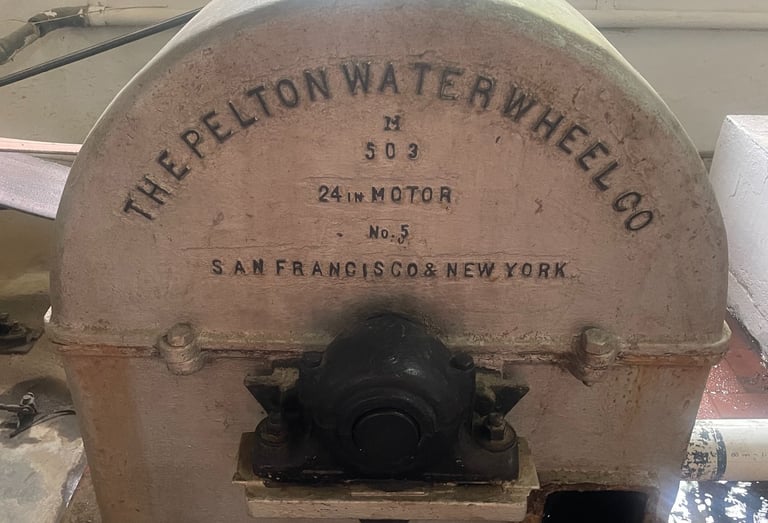 THE PELTON WATER WHEEL CO
M
503
24 IN MOTOR
No. 5
SAN FRANCISCO & NEW YORK